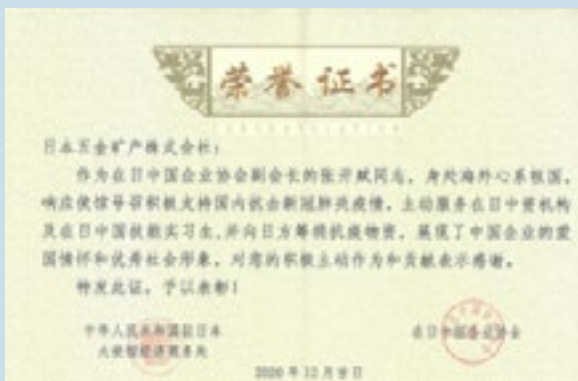 荣誉证书
日本五金矿产株式会社:
作为在日中国企业协会副会长的张开斌同志,身处海外心系祖国,
响应使馆号召积极支持国内抗击新冠肺炎疫情,主动服务在日中资机构
及在日中国技能实习生,并向日方筹捐抗疫物资,展现了中国企业的爱
国情怀和优秀社会形象,对您的积极主动作为和贡献表示感谢。
特发此证,予以表彰!
中华人民共和国驻日本
大使馆经济商务处
在日中国企业协会
2020 年 12 月 吉日